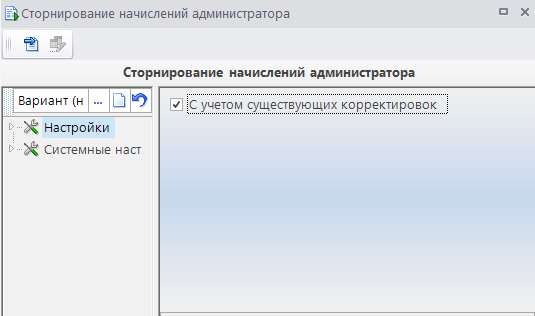 Сторнирование начислений администратора
Сторнирование начислений администратора
Вариант (н ...
С учетом существующих корректировок
Настройки
Системные наст